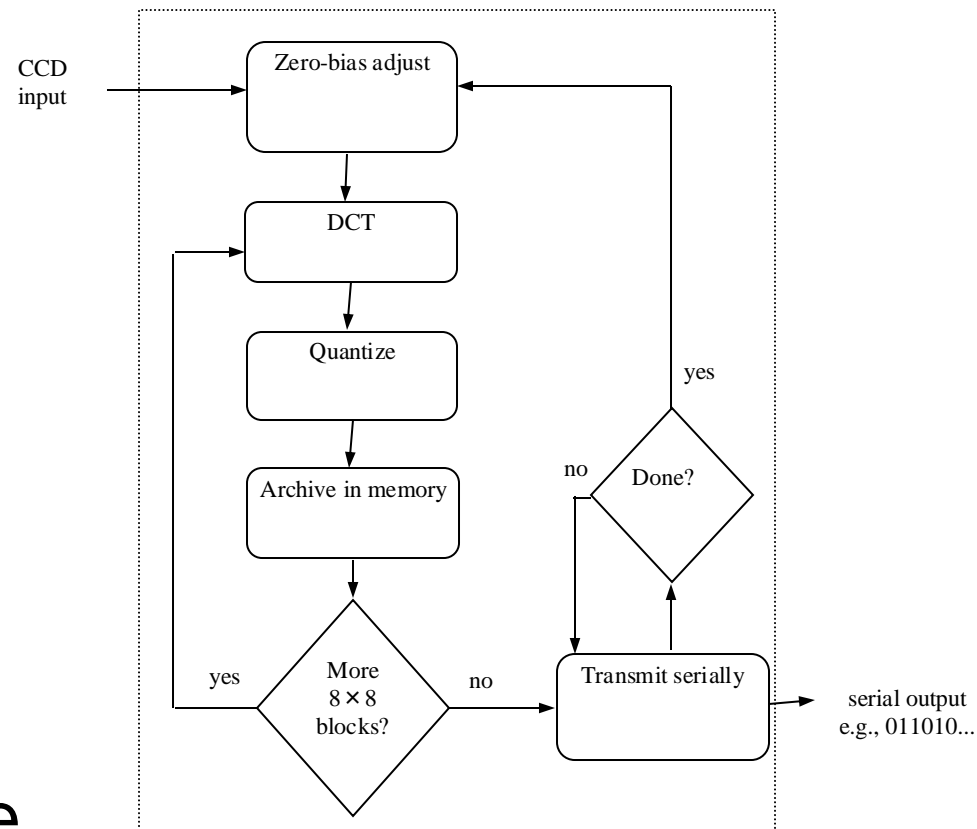 CCD
input
Zero-bias adjust
DCT
Quantize
yes
no
Done?
Archive in memory
yes
More
8 × 8
blocks?
no
Transmit serially
serial output
e.g., 011010...
e